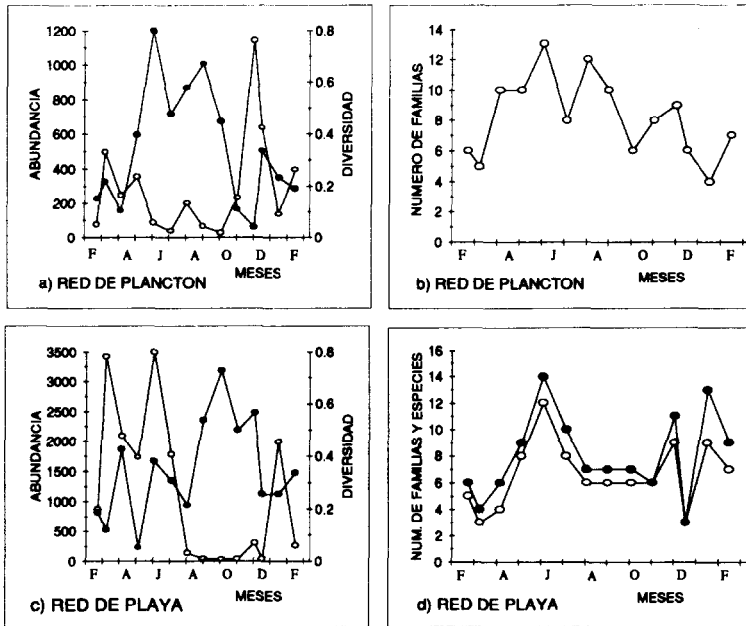 1200
1000
800
600
400
200
0
0.8
0.6
0.4
0.2
0
ABUNDANCIA
DIVERSIDAD
F A J A O D F
MESES
a) RED DE PLANCTON
14
12
10
8
6
4
2
0
NUMERO DE FAMILIAS
F A J A O D F
MESES
b) RED DE PLANCTON
3500
3000
2500
2000
1500
1000
500
0
0.8
0.6
0.4
0.2
0
ABUNDANCIA
DIVERSIDAD
F A J A O D F
MESES
c) RED DE PLAYA
16
14
12
10
8
6
4
2
0
NUM. DE FAMILIAS Y ESPECIES
F A J A O D F
MESES
d) RED DE PLAYA